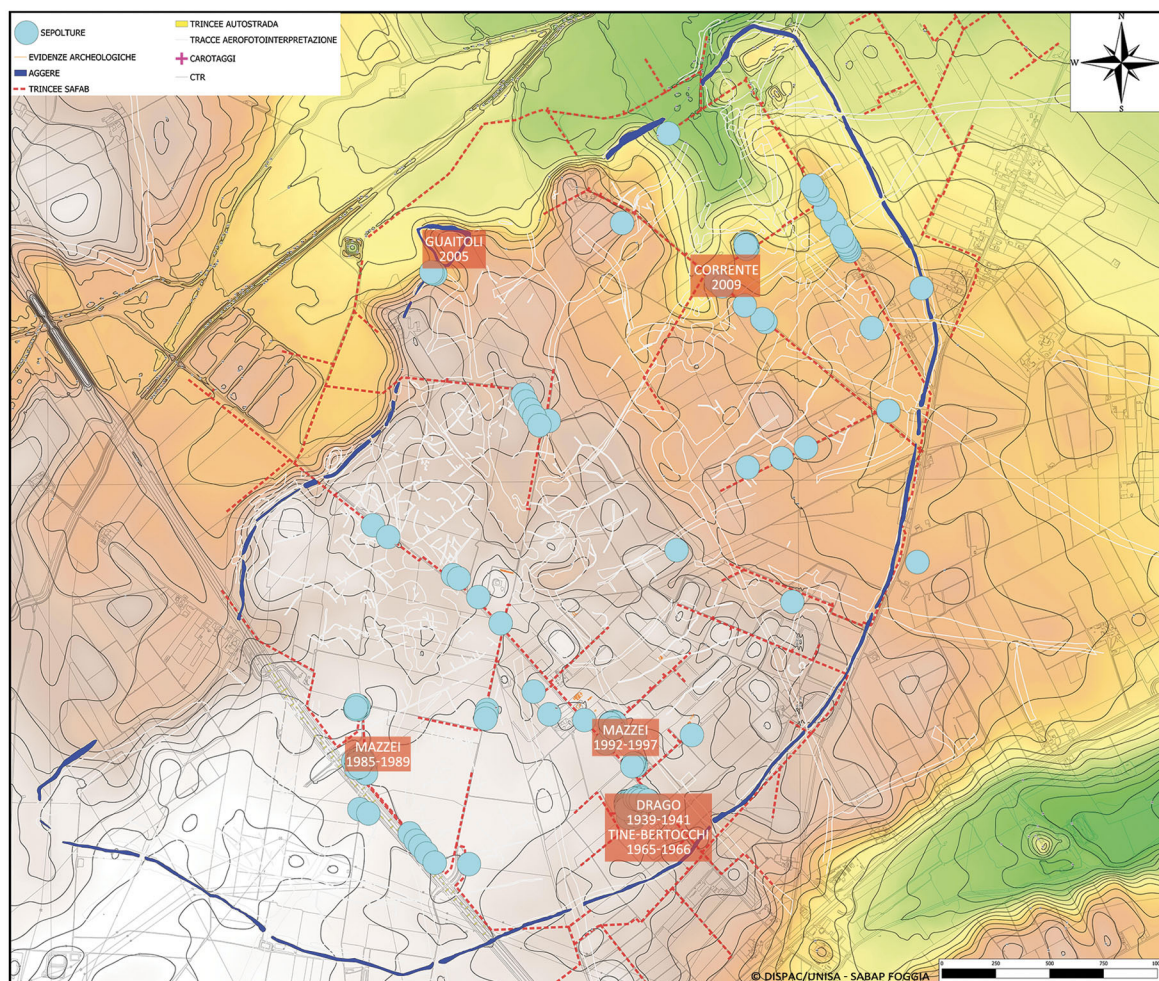 SEPOLTURE
EVIDENZE ARCHEOLOGICHE
AGGERE
TRINCEE SAFAB
TRINCEE AUTOSTRADA
TRACCE AEROFOTOINTERPRETAZIONE
CAROTAGGI
CTR
N
W
E
S
GUAITOLI
2005
CORRENTE
2009
MAZZEI
1985-1989
MAZZEI
1992-1997
DRAGO
1939-1941
TINE-BERTOCCHI
1965-1966
© DISPAC/UNISA - SABAP FOGGIA
0 250 500 750